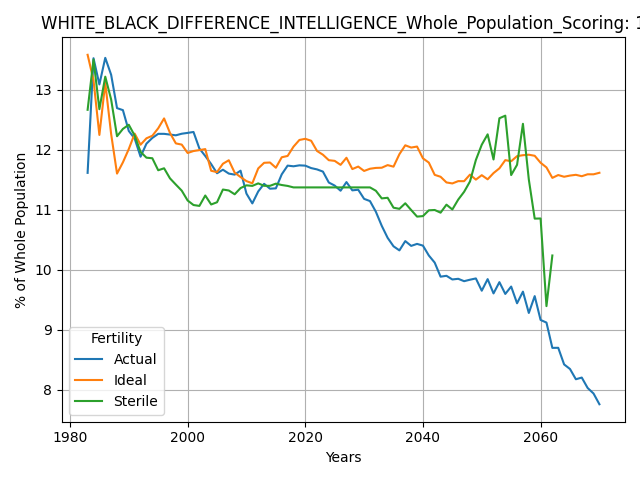 WHITE_BLACK_DIFFERENCE_INTELLIGENCE_Whole_Population_Scoring: 1
% of Whole Population
13
12
11
10
9
8
Fertility
Actual
Ideal
Sterile
1980 2000 2020 2040 2060
Years